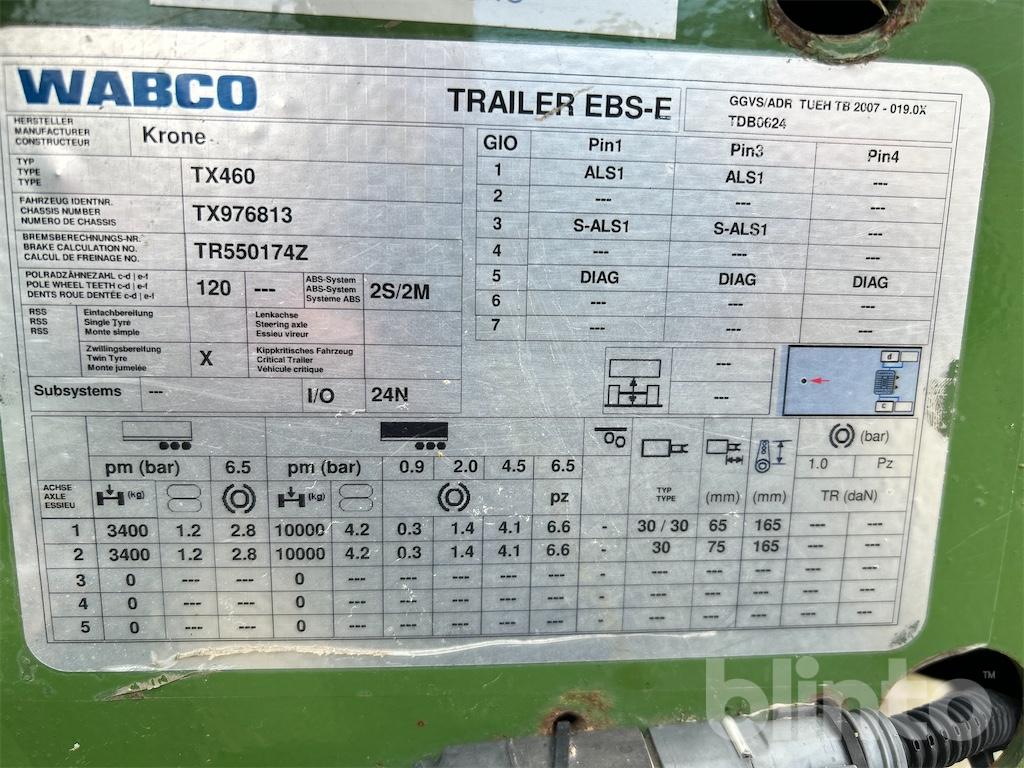 WABCO
TRAILER EBS-E
GGVS/ADR TUEH TB 2007 - 019.0X
TDB0624
HERSTELLER
MANUFACTURER
CONSTRUCTEUR
Krone
TYP
TYPE
TYPE
TX460
FAHRZEUG IDENTNR.
CHASSIS NUMBER
NUMERO DE CHASSIS
TX976813
BREMSBERECHNUNGS-NR.
BRAKE CALCULATION NO.
CALCUL DE FREINAGE NO.
TR550174Z
POLRADZÄHNEZAHL c-d | e-f
POLE WHEEL TEETH c-d | e-f
DENTS ROUE DENTÉE c-d | e-f
120 ---
ABS-System
ABS-System
Système ABS
2S/2M
RSS
RSS
RSS
Einfachbereifung
Single Tyre
Monte simple
Lenkachse
Steering axle
Essieu vireur
Zwillingsbereifung
Twin Tyre
Monte jumelée
X
Kippkritisches Fahrzeug
Critical Trailer
Véhicule critique
Subsystems --- I/O 24N
GIO Pin1 Pin3 Pin4
1 ALS1 ALS1 ---
2 --- --- ---
3 S-ALS1 S-ALS1 ---
4 --- --- ---
5 DIAG DIAG DIAG
6 --- --- ---
7 --- --- ---
---
---
d
c
(bar)
pm (bar) 6.5 pm (bar) 0.9 2.0 4.5 6.5 1.0 Pz
ACHSE
AXLE
ESSIEU
(kg) (kg) pz
TYP
TYPE
(mm) (mm) TR (daN)
1 3400 1.2 2.8 10000 4.2 0.3 1.4 4.1 6.6 - 30 / 30 65 165 --- ---
2 3400 1.2 2.8 10000 4.2 0.3 1.4 4.1 6.6 - 30 75 165 --- ---
3 0 --- --- 0 --- --- --- --- --- - --- --- --- --- ---
4 0 --- --- 0 --- --- --- --- --- - --- --- --- --- ---
5 0 --- --- 0 --- --- --- --- --- - --- --- --- --- ---
blinto™